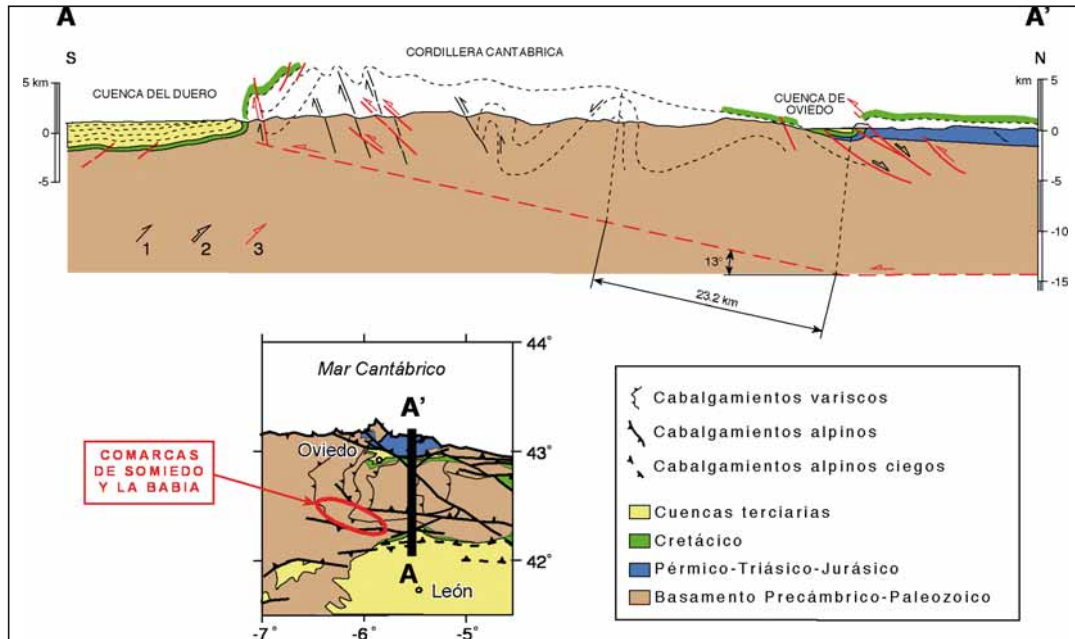 A
A'
S
N
CORDILLERA CANTABRICA
5 km
km
5
CUENCA DEL DUERO
CUENCA DE
OVIEDO
0
0
-5
-5
-10
1
2
3
13°
-15
23.2 km
44°
Mar Cantábrico
A'
43°
Oviedo
COMARCAS
DE SOMIEDO
Y LA BABIA
42°
A
León
-7°
-6°
-5°
Cabalgamientos variscos
Cabalgamientos alpinos
Cabalgamientos alpinos ciegos
Cuencas terciarias
Cretácico
Pérmico-Triásico-Jurásico
Basamento Precámbrico-Paleozoico